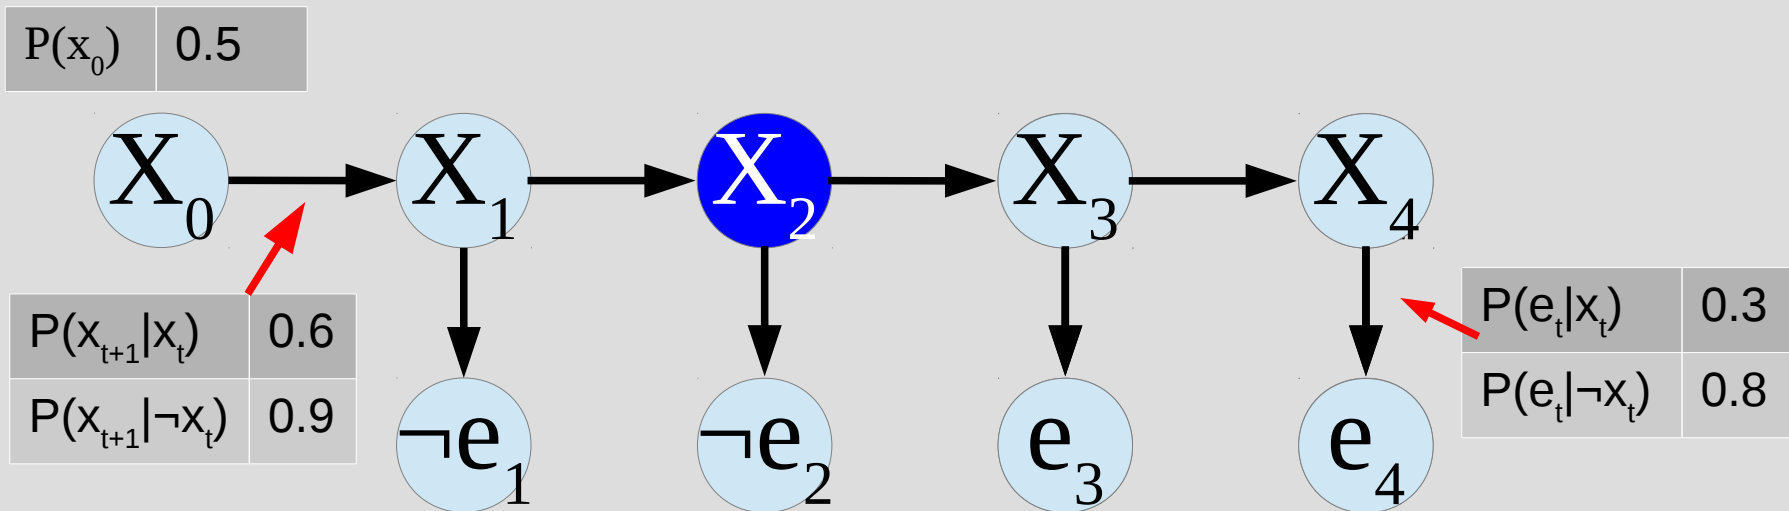 P(x₀) 0.5
X₀ X₁ X₂ X₃ X₄
P(xₜ₊₁|xₜ) 0.6
P(xₜ₊₁|¬xₜ) 0.9
P(eₜ|xₜ) 0.3
P(eₜ|¬xₜ) 0.8
¬e₁ ¬e₂ e₃ e₄